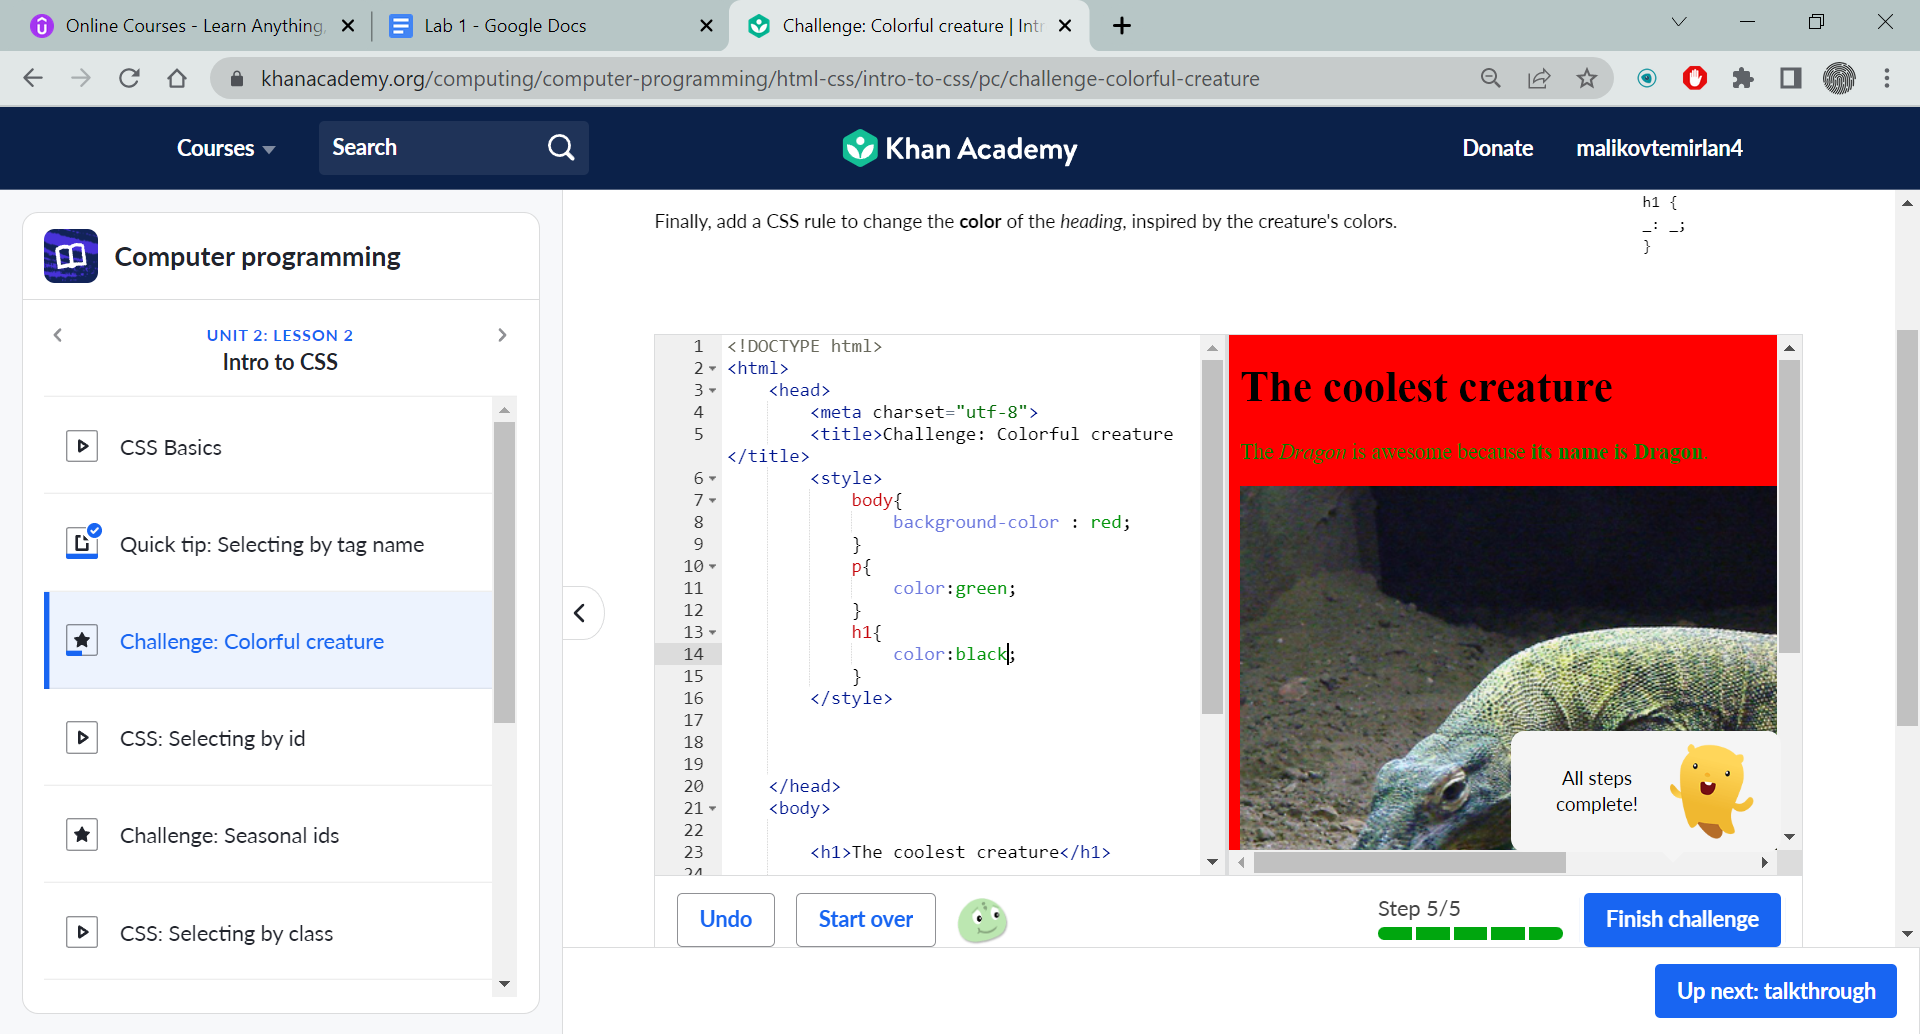 Online Courses - Learn Anything,
Lab 1 - Google Docs
Challenge: Colorful creature | Intr
khanacademy.org/computing/computer-programming/html-css/intro-to-css/pc/challenge-colorful-creature
Courses
Search
Khan Academy
Donate
malikovtemirlan4
Computer programming
UNIT 2: LESSON 2
Intro to CSS
CSS Basics
Quick tip: Selecting by tag name
Challenge: Colorful creature
CSS: Selecting by id
Challenge: Seasonal ids
CSS: Selecting by class
Finally, add a CSS rule to change the color of the heading, inspired by the creature's colors.
h1 {
_: _;
}
1 <!DOCTYPE html>
2 <html>
3 <head>
4 <meta charset="utf-8">
5 <title>Challenge: Colorful creature
</title>
6 <style>
7 body{
8 background-color : red;
9 }
10 p{
11 color:green;
12 }
13 h1{
14 color:black;
15 }
16 </style>
17
18
19
20 </head>
21 <body>
22
23 <h1>The coolest creature</h1>
24
The coolest creature
The Dragon is awesome because its name is Dragon.
All steps
complete!
Undo
Start over
Step 5/5
Finish challenge
Up next: talkthrough